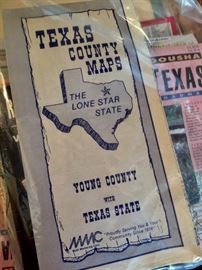 TEXAS
COUNTY
MAPS
THE
LONE STAR
STATE
YOUNG COUNTY
WITH
TEXAS STATE
MMC
"Proudly Serving You & Your
Community Since 1974"
GOUSHA
TEXAS